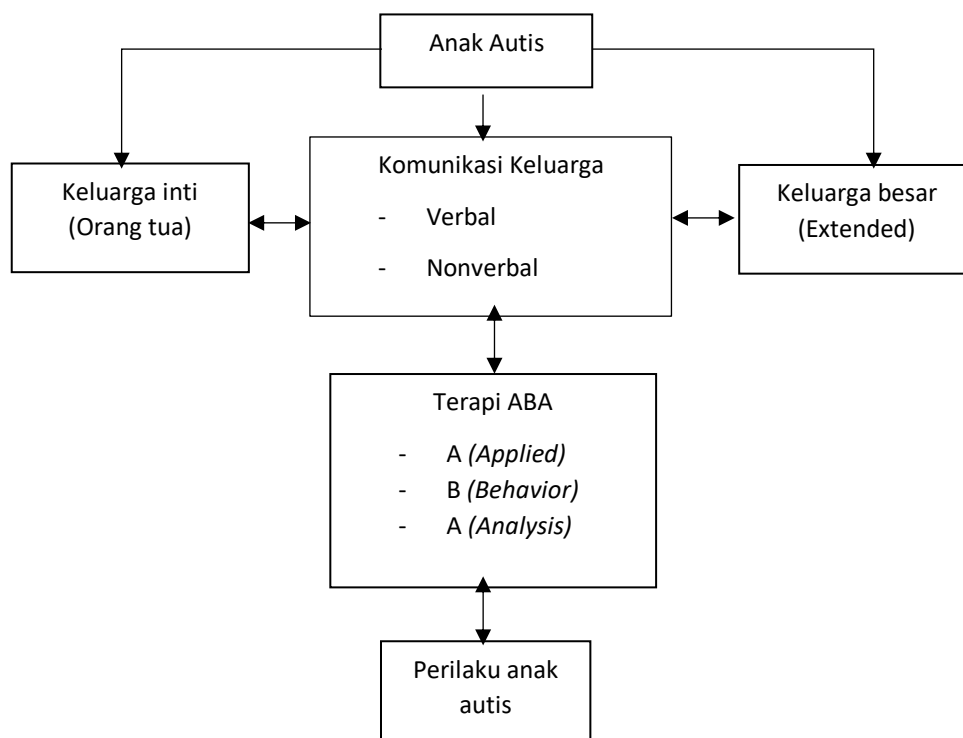 Anak Autis
Komunikasi Keluarga
- Verbal
- Nonverbal
Keluarga inti
(Orang tua)
Keluarga besar
(Extended)
Terapi ABA
- A (Applied)
- B (Behavior)
- A (Analysis)
Perilaku anak
autis